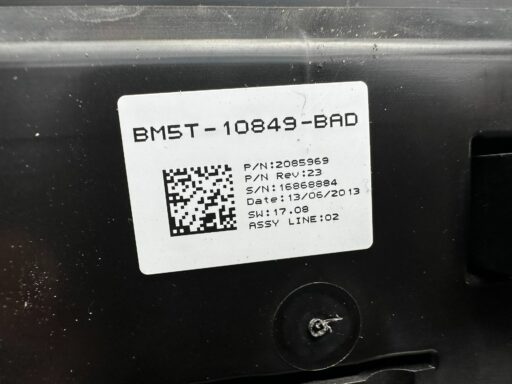 BM5T-10849-BAD
P/N:2085969
P/N Rev:23
S/N:16868884
Date:13/06/2013
SW:17.08
ASSY LINE:02